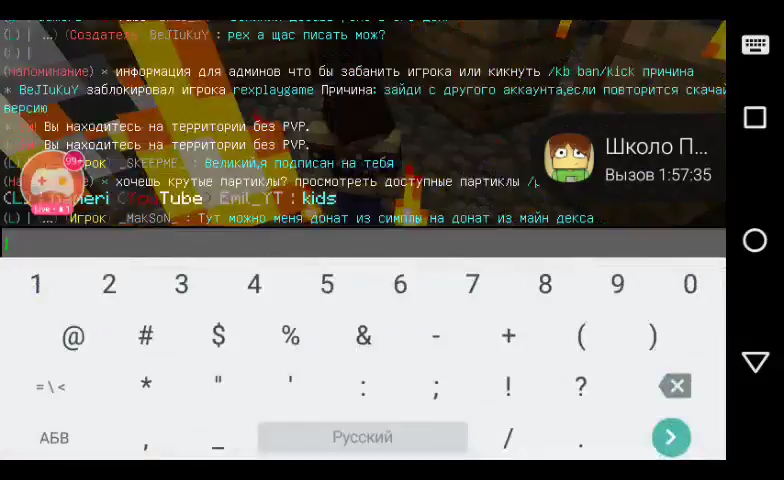 (Создатель BeJIuKuY : рех а щас писать мож?
(Напоминание) × информация для админов что бы забанить игрока или кикнуть /kb ban/kick причина
* BeJIuKuY заблокировал игрока rexplaygame Причина: зайди с другого аккаунта,если повторится скачай
версию
Вы находитесь на территории без PVP.
Вы находитесь на территории без PVP.
_SKEEPME_ : Великий,я подписан на тебя
× хочешь крутые партиклы? просмотреть доступные партиклы
YouTube Emil_YT : kids
(L) | …) (Игрок _MakSoN_ : Тут можно меня донат из симплы на донат из майн декса
Школо П...
Вызов 1:57:35
99+
Live
1 2 3 4 5 6 7 8 9 0
@ # $ % & - + ( )
= \ < * " ' : ; ! ?
АБВ , _ Русский / .